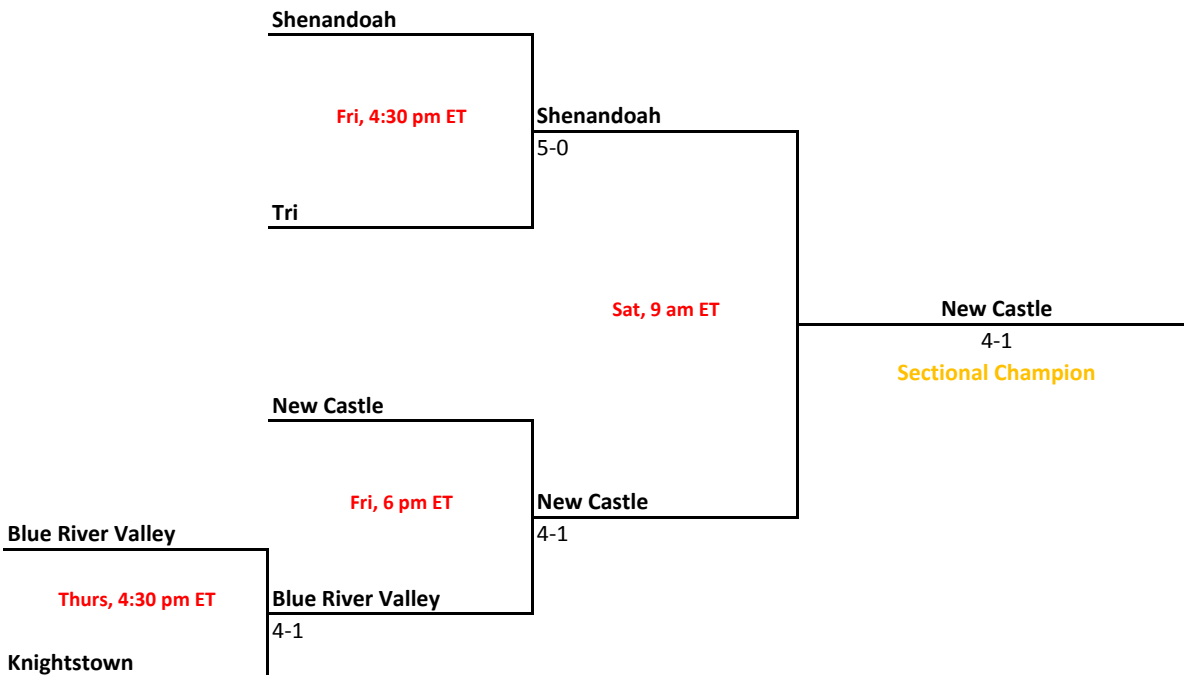 Shenandoah
Fri, 4:30 pm ET
Shenandoah
5-0
Tri
Sat, 9 am ET
New Castle
4-1
Sectional Champion
New Castle
Fri, 6 pm ET
New Castle
4-1
Blue River Valley
Thurs, 4:30 pm ET
Blue River Valley
4-1
Knightstown